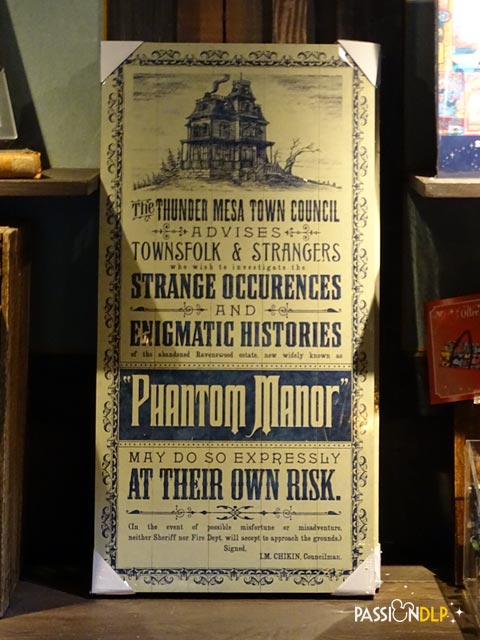 The THUNDER MESA TOWN COUNCIL
ADVISES
TOWNSFOLK & STRANGERS
who wish to investigate the
STRANGE OCCURENCES
AND
ENIGMATIC HISTORIES
of the abandoned Ravenswood estate, now widely known as
"PHANTOM MANOR"
MAY DO SO EXPRESSLY
AT THEIR OWN RISK.
(In the event of possible misfortune or misadventure,
neither Sheriff nor Fire Dept. will accept to approach the grounds.)
Signed,
I.M. CHIKIN, Councilman.
PASSION DLP